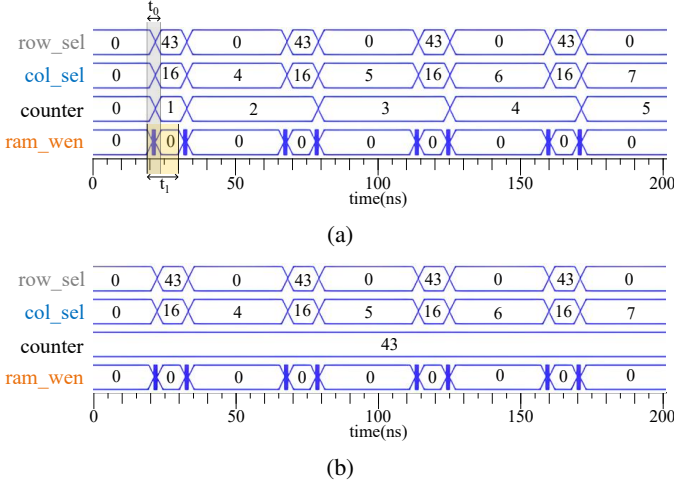 t0
row_sel 0 43 0 43 0 43 0 43 0
col_sel 0 16 4 16 5 16 6 16 7
counter 0 1 2 3 4 5
ram_wen 0 0 0 0 0 0 0 0 0
0 t1 50 100 150 200
time(ns)
(a)
row_sel 0 43 0 43 0 43 0 43 0
col_sel 0 16 4 16 5 16 6 16 7
counter 43
ram_wen 0 0 0 0 0 0 0 0 0
0 50 100 150 200
time(ns)
(b)